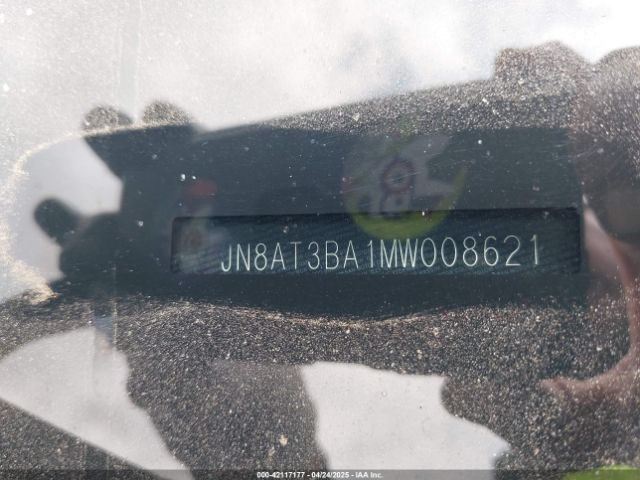 JN8AT3BA1MW008621
000-42117177 - 04/24/2025 - IAA Inc.